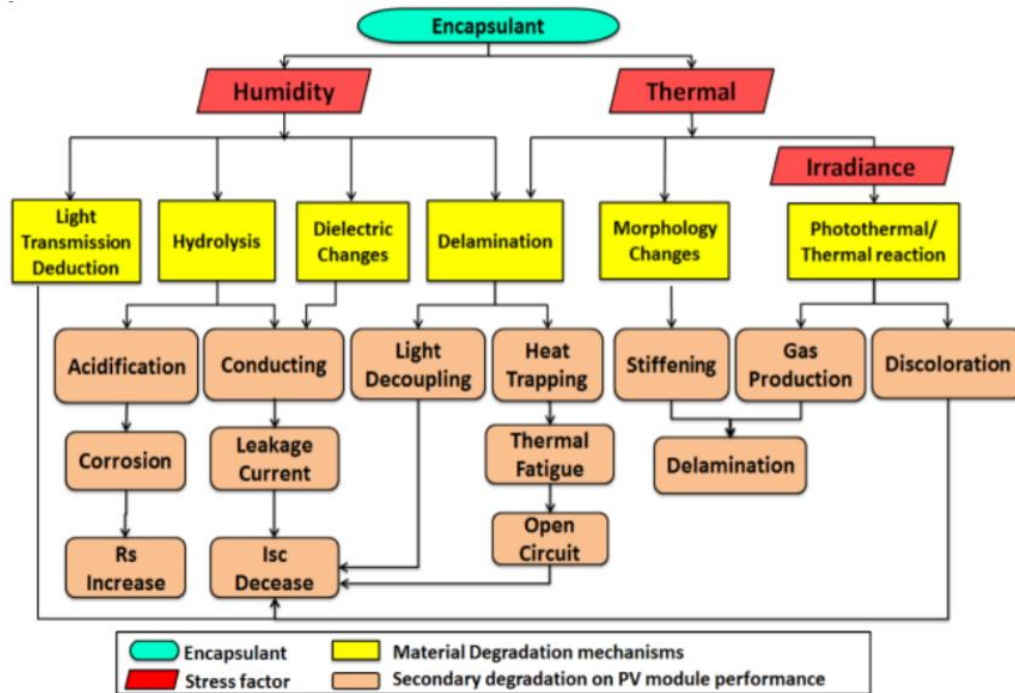 Encapsulant
Humidity
Thermal
Irradiance
Light
Transmission
Deduction
Hydrolysis
Dielectric
Changes
Delamination
Morphology
Changes
Photothermal/
Thermal reaction
Acidification
Conducting
Light
Decoupling
Heat
Trapping
Stiffening
Gas
Production
Discoloration
Corrosion
Leakage
Current
Thermal
Fatigue
Delamination
Rs
Increase
Isc
Decease
Open
Circuit
Encapsulant
Material Degradation mechanisms
Stress factor
Secondary degradation on PV module performance